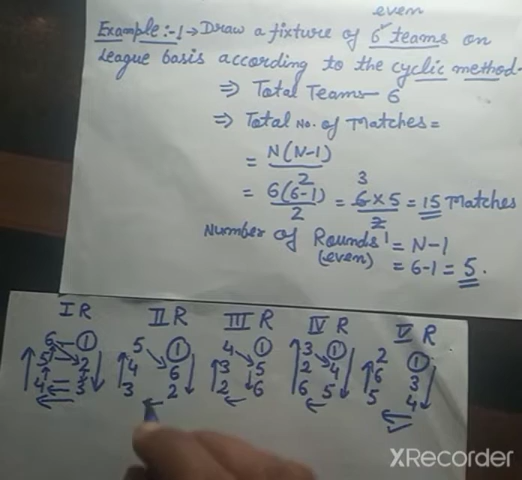 even
Example:-1→Draw a fixture of 6 teams on
League basis according to the cyclic method-
⇒ Total Teams- 6
⇒ Total No. of Matches =
= N(N-1)/2
= 6(6-1)/2 = 6×5/2 = 15 Matches
3
Number of Rounds = N-1
(even) = 6-1 = 5.
I R II R III R IV R V R
6 1 5 1 4 1 3 1 2 1
5 2 4 6 3 5 2 4 6 3
4 3 3 2 2 6 6 5 5 4
XRecorder